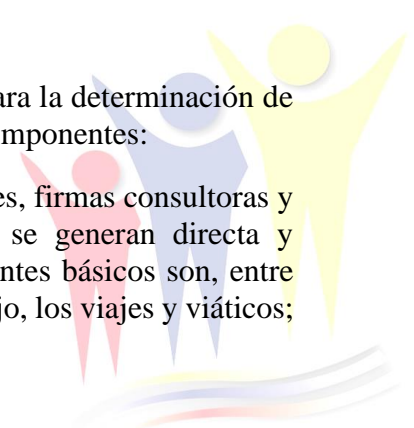 ara la determinación de
mponentes:
es, firmas consultoras y
se generan directa y
ntes básicos son, entre
jo, los viajes y viáticos;